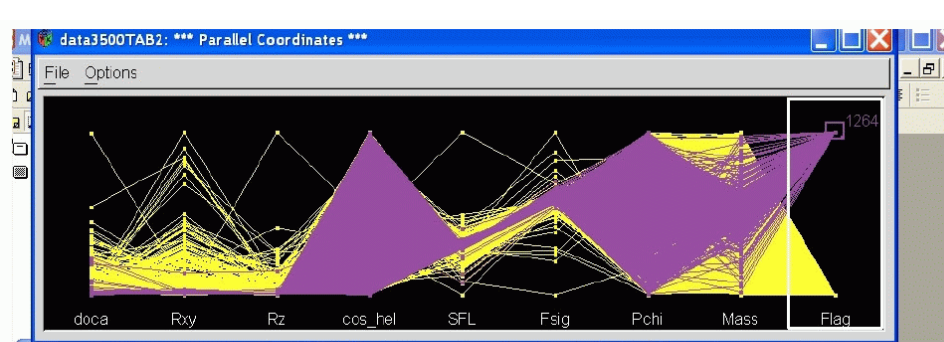 data3500TAB2: *** Parallel Coordinates ***
File Options
1264
doca Rxy Rz cos_hel SFL Fsig Pchi Mass Flag